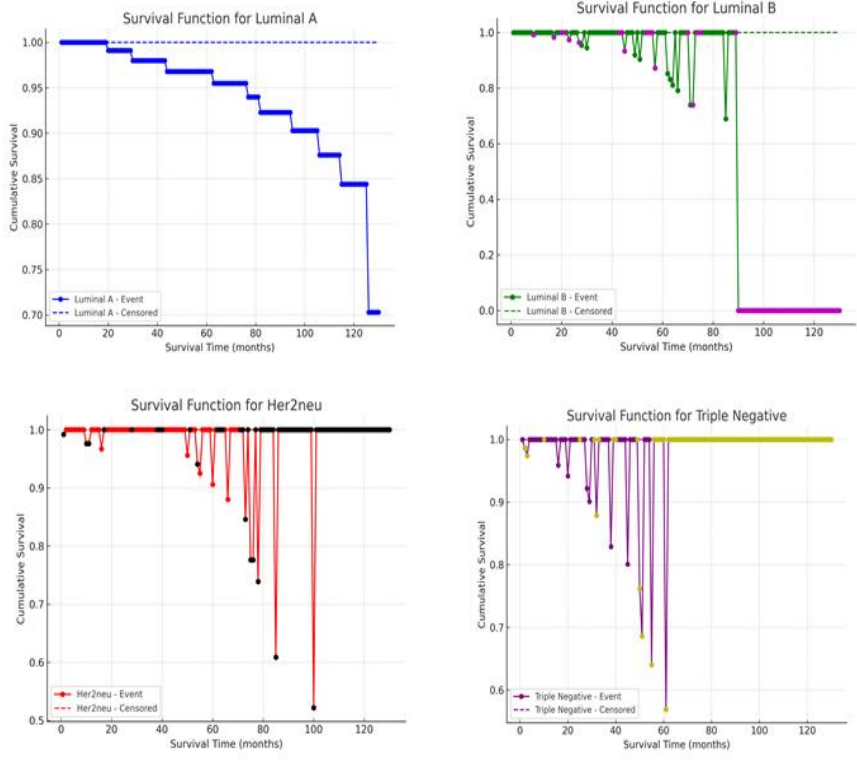 Survival Function for Luminal A
Cumulative Survival
1.00
0.95
0.90
0.85
0.80
0.75
0.70
Luminal A - Event
Luminal A - Censored
0 20 40 60 80 100 120
Survival Time (months)
Survival Function for Luminal B
Cumulative Survival
1.0
0.8
0.6
0.4
0.2
0.0
Luminal B - Event
Luminal B - Censored
0 20 40 60 80 100 120
Survival Time (months)
Survival Function for Her2neu
Cumulative Survival
1.0
0.9
0.8
0.7
0.6
0.5
Her2neu - Event
Her2neu - Censored
0 20 40 60 80 100 120
Survival Time (months)
Survival Function for Triple Negative
Cumulative Survival
1.0
0.9
0.8
0.7
0.6
Triple Negative - Event
Triple Negative - Censored
0 20 40 60 80 100 120
Survival Time (months)